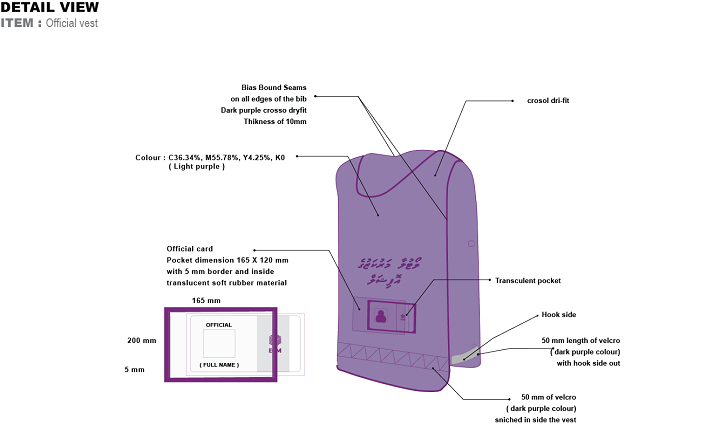 DETAIL VIEW
ITEM : Official vest
Bias Bound Seams
on all edges of the bib
Dark purple crosso dryfit
Thikness of 10mm
crosol dri-fit
Colour : C36.34%, M55.78%, Y4.25%, K0
( Light purple )
Official card
Pocket dimension 165 X 120 mm
with 5 mm border and inside
translucent soft rubber material
ވޯޓުލާ މަރުކަޒުގެ
އޮފިޝަލް
Transculent pocket
165 mm
OFFICIAL
200 mm
( FULL NAME )
5 mm
Hook side
50 mm length of velcro
(dark purple colour)
with hook side out
50 mm of velcro
( dark purple colour)
sniched in side the vest